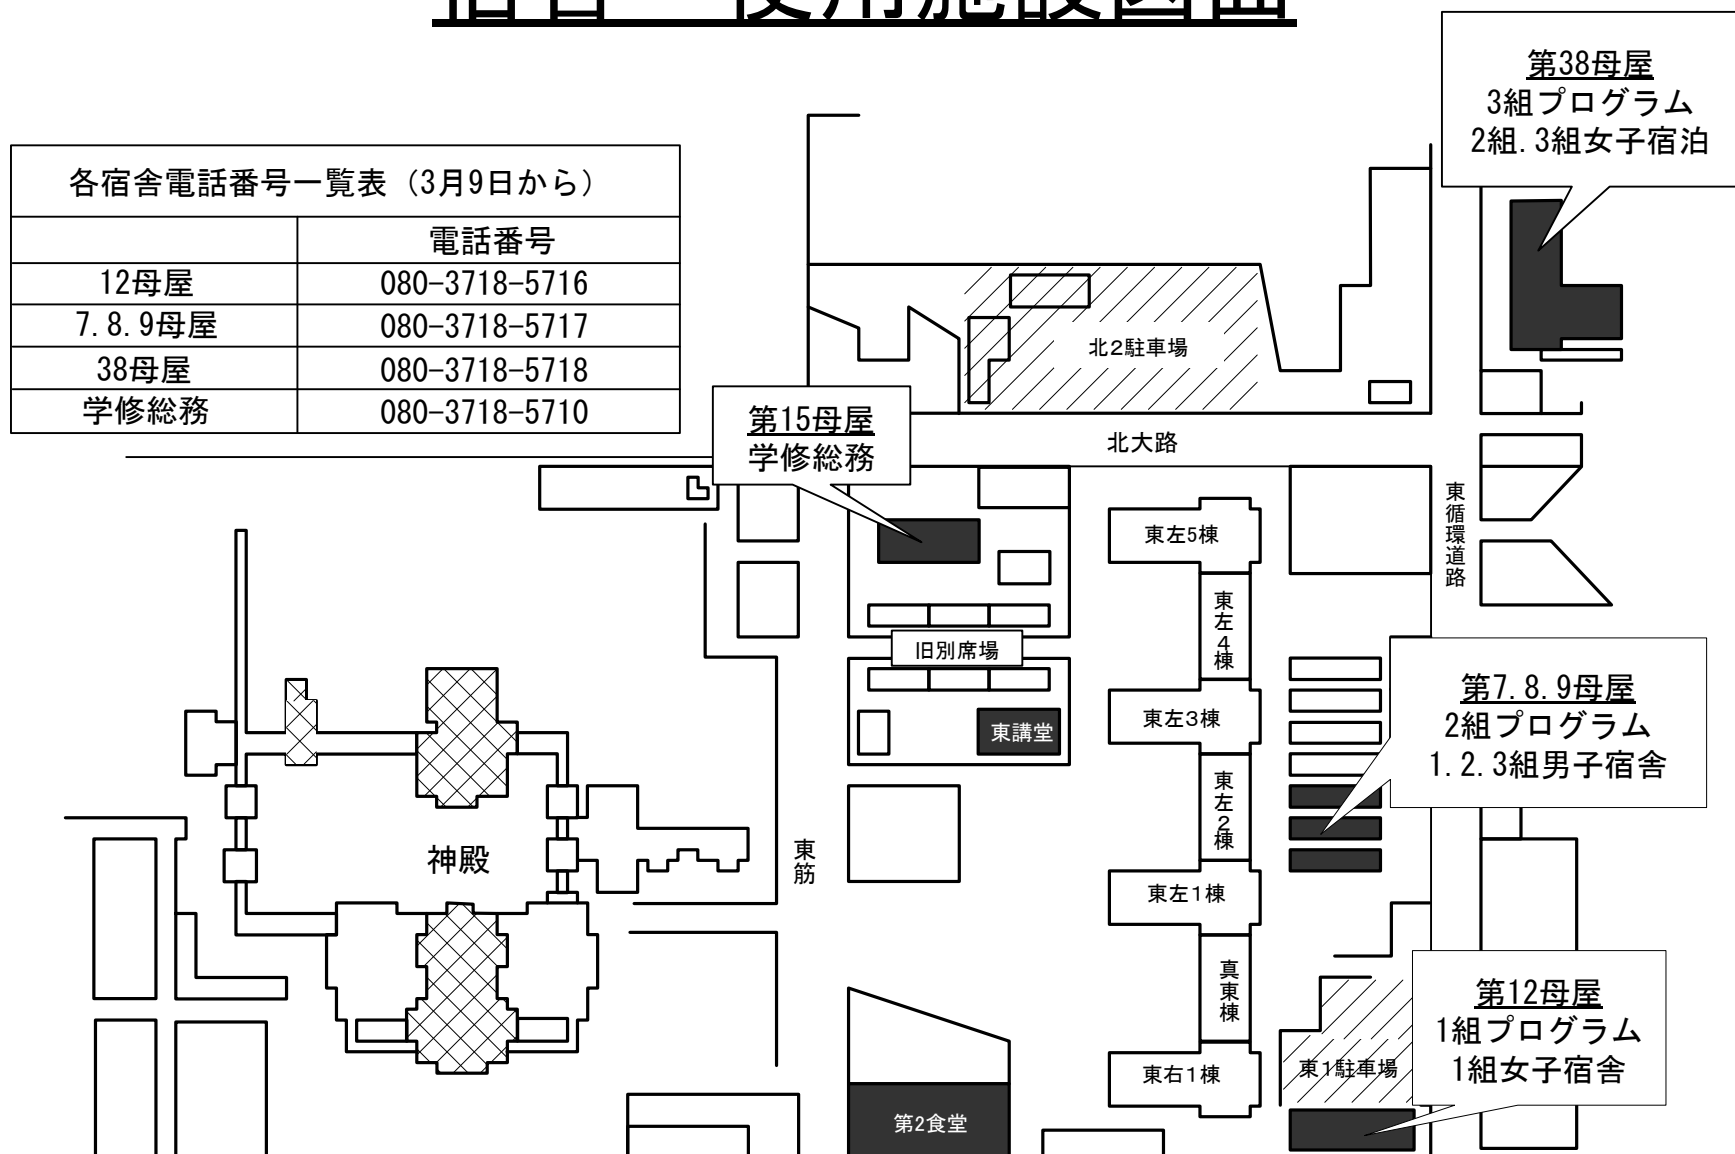 宿舎・使用施設図面
第38母屋
3組プログラム
2組.3組女子宿泊
各宿舎電話番号一覧表（3月9日から）
電話番号
12母屋 080-3718-5716
7.8.9母屋 080-3718-5717
38母屋 080-3718-5718
学修総務 080-3718-5710
北2駐車場
第15母屋
学修総務
北大路
東循環道路
東左5棟
東左4棟
旧別席場
第7.8.9母屋
2組プログラム
1.2.3組男子宿舎
東講堂
東左3棟
東左2棟
神殿
東筋
東左1棟
真東棟
第12母屋
1組プログラム
1組女子宿舎
東1駐車場
東右1棟
第2食堂